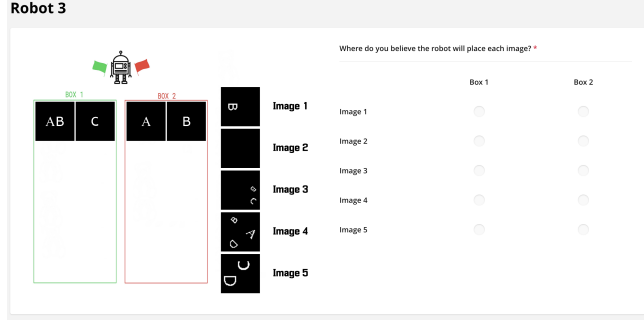 Robot 3
Where do you believe the robot will place each image? *
BOX 1
BOX 2
AB
C
A
B
B
Image 1
Image 2
B
C
Image 3
B
A
D
Image 4
C
D
Image 5
Box 1
Box 2
Image 1
Image 2
Image 3
Image 4
Image 5